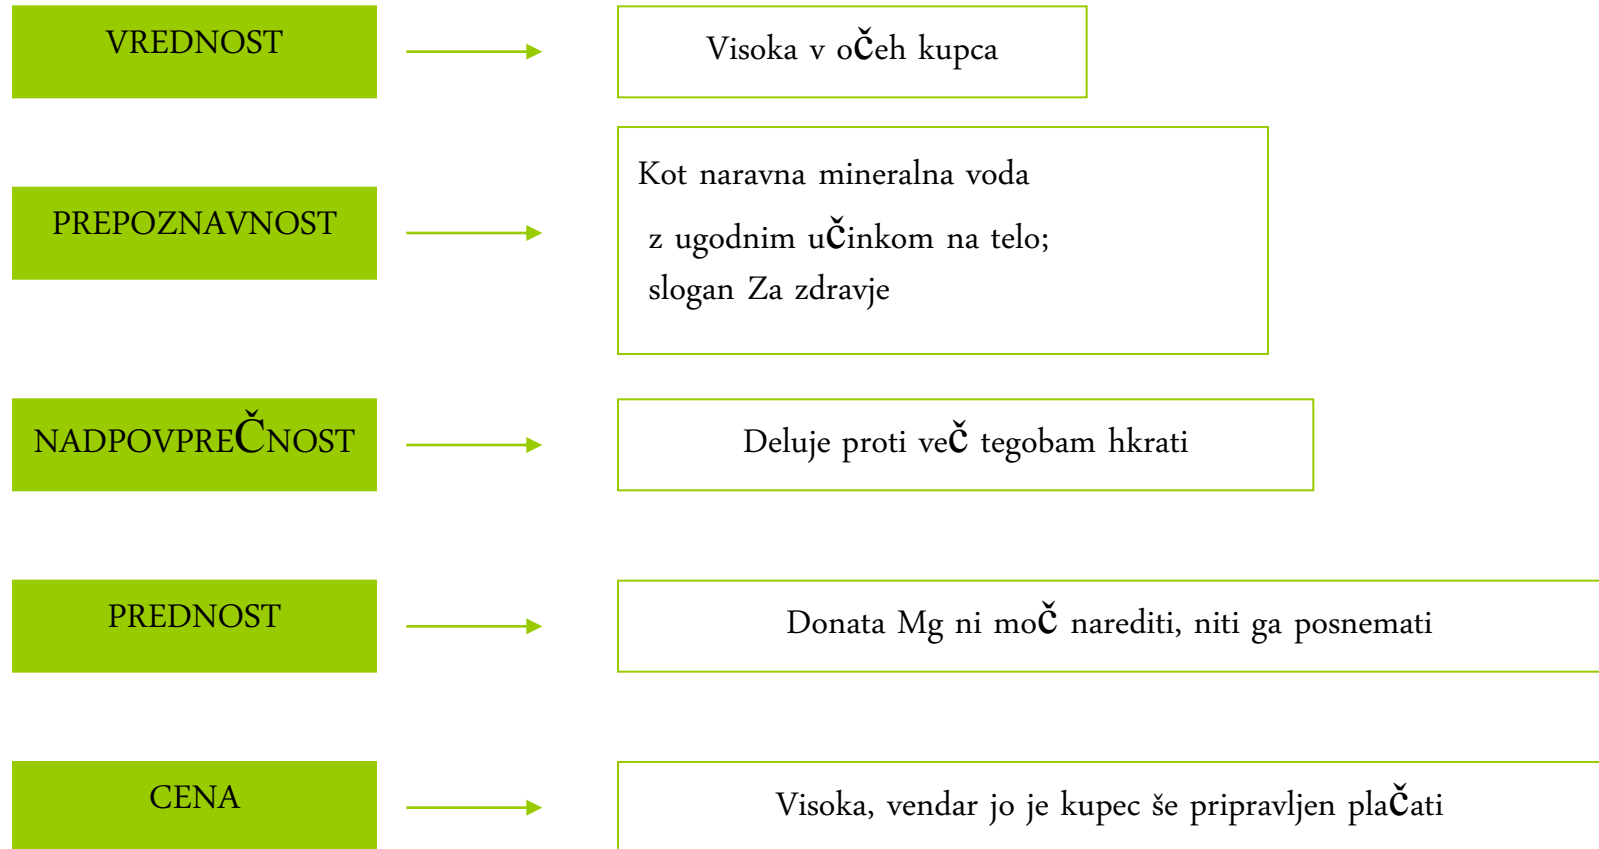 VREDNOST
Visoka v očeh kupca
PREPOZNAVNOST
Kot naravna mineralna voda
z ugodnim učinkom na telo;
slogan Za zdravje
NADPOVPREČNOST
Deluje proti več tegobam hkrati
PREDNOST
Donata Mg ni moč narediti, niti ga posnemati
CENA
Visoka, vendar jo je kupec še pripravljen plačati